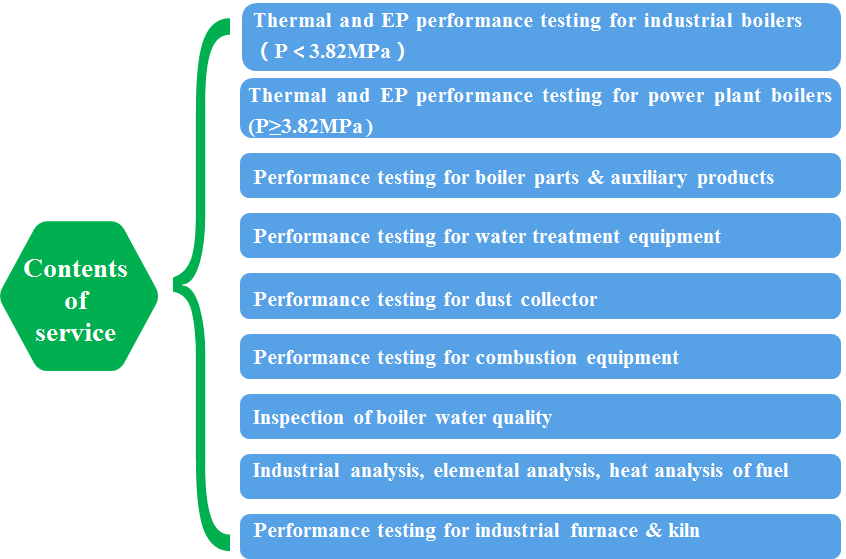 Contents
of
service
Thermal and EP performance testing for industrial boilers
（P＜3.82MPa）
Thermal and EP performance testing for power plant boilers
(P≥3.82MPa)
Performance testing for boiler parts & auxiliary products
Performance testing for water treatment equipment
Performance testing for dust collector
Performance testing for combustion equipment
Inspection of boiler water quality
Industrial analysis, elemental analysis, heat analysis of fuel
Performance testing for industrial furnace & kiln